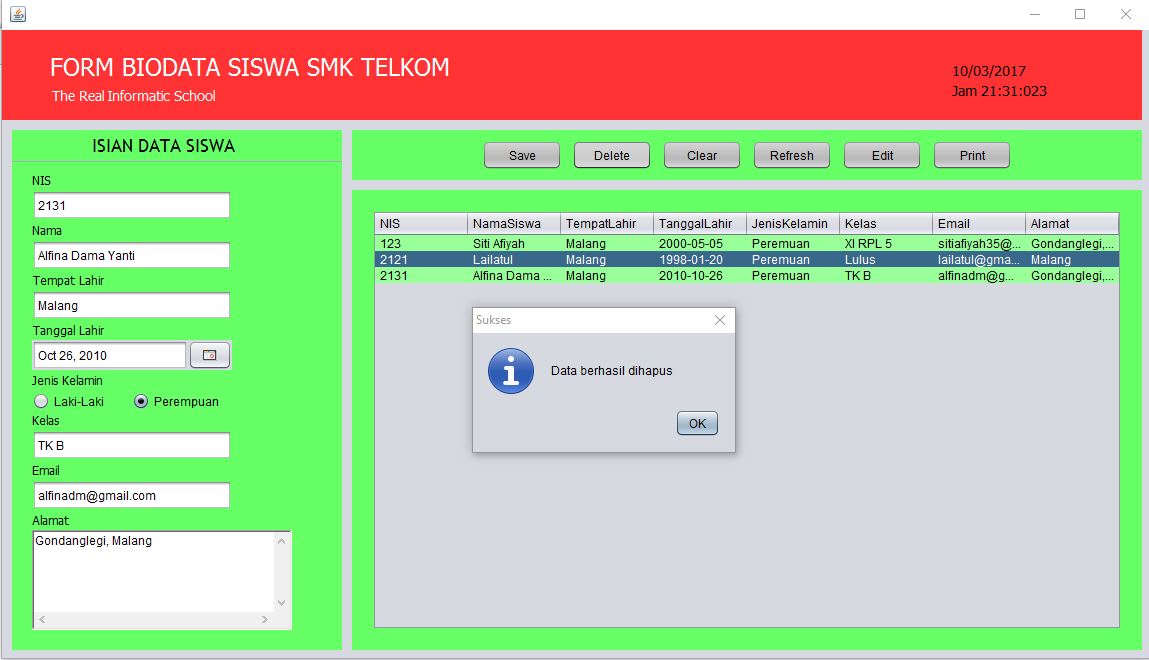 FORM BIODATA SISWA SMK TELKOM
The Real Informatic School
10/03/2017
Jam 21:31:023
ISIAN DATA SISWA
NIS
2131
Nama
Alfina Dama Yanti
Tempat Lahir
Malang
Tanggal Lahir
Oct 26, 2010
Jenis Kelamin
Laki-Laki Perempuan
Kelas
TK B
Email
alfinadm@gmail.com
Alamat
Gondanglegi, Malang
Save Delete Clear Refresh Edit Print
NIS NamaSiswa TempatLahir TanggalLahir JenisKelamin Kelas Email Alamat
123 Siti Afiyah Malang 2000-05-05 Peremuan XI RPL 5 sitiafiyah35@... Gondanglegi,...
2121 Lailatul Malang 1998-01-20 Peremuan Lulus lailatul@gma... Malang
2131 Alfina Dama ... Malang 2010-10-26 Peremuan TK B alfinadm@g... Gondanglegi,...
Sukses
Data berhasil dihapus
OK